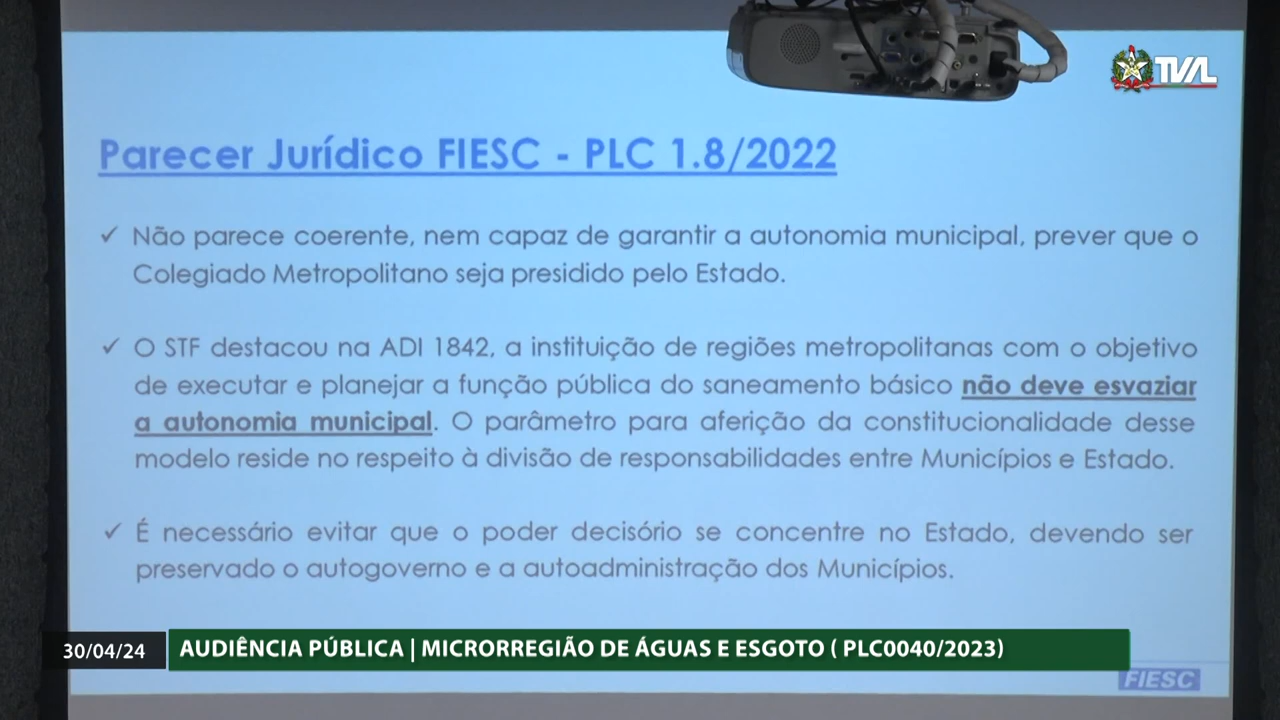 TVAL
Parecer Jurídico FIESC - PLC 1.8/2022
✓ Não parece coerente, nem capaz de garantir a autonomia municipal, prever que o
Colegiado Metropolitano seja presidido pelo Estado.
✓ O STF destacou na ADI 1842, a instituição de regiões metropolitanas com o objetivo
de executar e planejar a função pública do saneamento básico não deve esvaziar
a autonomia municipal. O parâmetro para aferição da constitucionalidade desse
modelo reside no respeito à divisão de responsabilidades entre Municípios e Estado.
✓ É necessário evitar que o poder decisório se concentre no Estado, devendo ser
preservado o autogoverno e a autoadministração dos Municípios.
30/04/24
AUDIÊNCIA PÚBLICA | MICRORREGIÃO DE ÁGUAS E ESGOTO ( PLC0040/2023)
FIESC